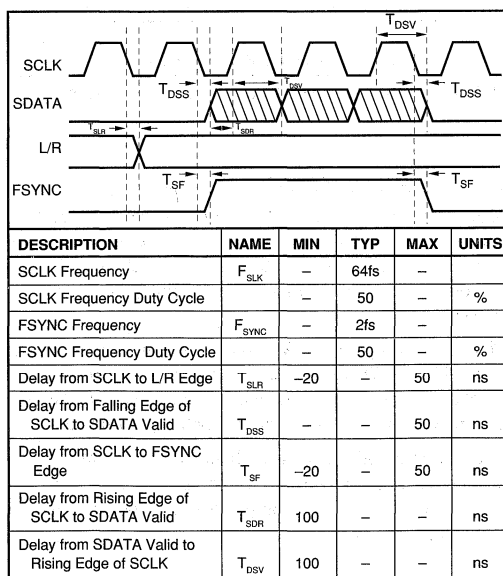 T_DSV
SCLK
T_DSS
T_DSV
T_DSS
SDATA
T_SLR
T_SDR
L/R
T_SF
T_SF
FSYNC
DESCRIPTION NAME MIN TYP MAX UNITS
SCLK Frequency F_SLK – 64fs –
SCLK Frequency Duty Cycle – 50 – %
FSYNC Frequency F_SYNC – 2fs –
FSYNC Frequency Duty Cycle – 50 – %
Delay from SCLK to L/R Edge T_SLR –20 – 50 ns
Delay from Falling Edge of
SCLK to SDATA Valid T_DSS – – 50 ns
Delay from SCLK to FSYNC
Edge T_SF –20 – 50 ns
Delay from Rising Edge of
SCLK to SDATA Valid T_SDR 100 – – ns
Delay from SDATA Valid to
Rising Edge of SCLK T_DSV 100 – – ns